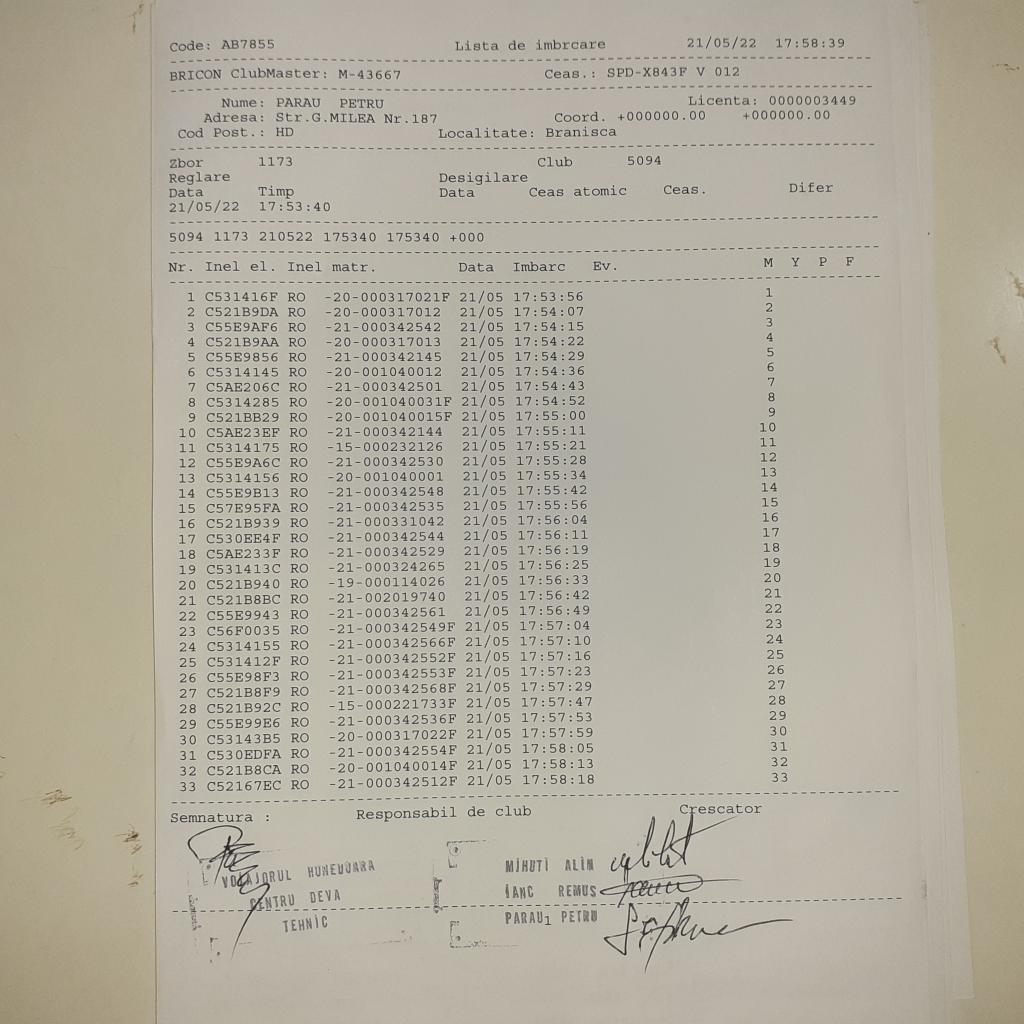 Code: AB7855 Lista de imbrcare 21/05/22 17:58:39
BRICON ClubMaster: M-43667 Ceas.: SPD-X843F V 012
Nume: PARAU PETRU Licenta: 0000003449
Adresa: Str.G.MILEA Nr.187 Coord. +000000.00 +000000.00
Cod Post.: HD Localitate: Branisca
Zbor 1173 Club 5094
Reglare Desigilare
Data Timp Data Ceas atomic Ceas. Difer
21/05/22 17:53:40
5094 1173 210522 175340 175340 +000
Nr. Inel el. Inel matr. Data Imbarc Ev. M Y P F
1 C531416F RO -20-000317021F 21/05 17:53:56 1
2 C521B9DA RO -20-000317012 21/05 17:54:07 2
3 C55E9AF6 RO -21-000342542 21/05 17:54:15 3
4 C521B9AA RO -20-000317013 21/05 17:54:22 4
5 C55E9856 RO -21-000342145 21/05 17:54:29 5
6 C5314145 RO -20-001040012 21/05 17:54:36 6
7 C5AE206C RO -21-000342501 21/05 17:54:43 7
8 C5314285 RO -20-001040031F 21/05 17:54:52 8
9 C521BB29 RO -20-001040015F 21/05 17:55:00 9
10 C5AE23EF RO -21-000342144 21/05 17:55:11 10
11 C5314175 RO -15-000232126 21/05 17:55:21 11
12 C55E9A6C RO -21-000342530 21/05 17:55:28 12
13 C5314156 RO -20-001040001 21/05 17:55:34 13
14 C55E9B13 RO -21-000342548 21/05 17:55:42 14
15 C57E95FA RO -21-000342535 21/05 17:55:56 15
16 C521B939 RO -21-000331042 21/05 17:56:04 16
17 C530EE4F RO -21-000342544 21/05 17:56:11 17
18 C5AE233F RO -21-000342529 21/05 17:56:19 18
19 C531413C RO -21-000324265 21/05 17:56:25 19
20 C521B940 RO -19-000114026 21/05 17:56:33 20
21 C521B8BC RO -21-002019740 21/05 17:56:42 21
22 C55E9943 RO -21-000342561 21/05 17:56:49 22
23 C56F0035 RO -21-000342549F 21/05 17:57:04 23
24 C5314155 RO -21-000342566F 21/05 17:57:10 24
25 C531412F RO -21-000342552F 21/05 17:57:16 25
26 C55E98F3 RO -21-000342553F 21/05 17:57:23 26
27 C521B8F9 RO -21-000342568F 21/05 17:57:29 27
28 C521B92C RO -15-000221733F 21/05 17:57:47 28
29 C55E99E6 RO -21-000342536F 21/05 17:57:53 29
30 C53143B5 RO -20-000317022F 21/05 17:57:59 30
31 C530EDFA RO -21-000342554F 21/05 17:58:05 31
32 C521B8CA RO -20-001040014F 21/05 17:58:13 32
33 C52167EC RO -21-000342512F 21/05 17:58:18 33
Semnatura : Responsabil de club Crescator
VOIAJORUL HUNEDOARA
CENTRU DEVA
TEHNIC
MIHUTI ALIN
IANC REMUS
PARAU PETRU
1